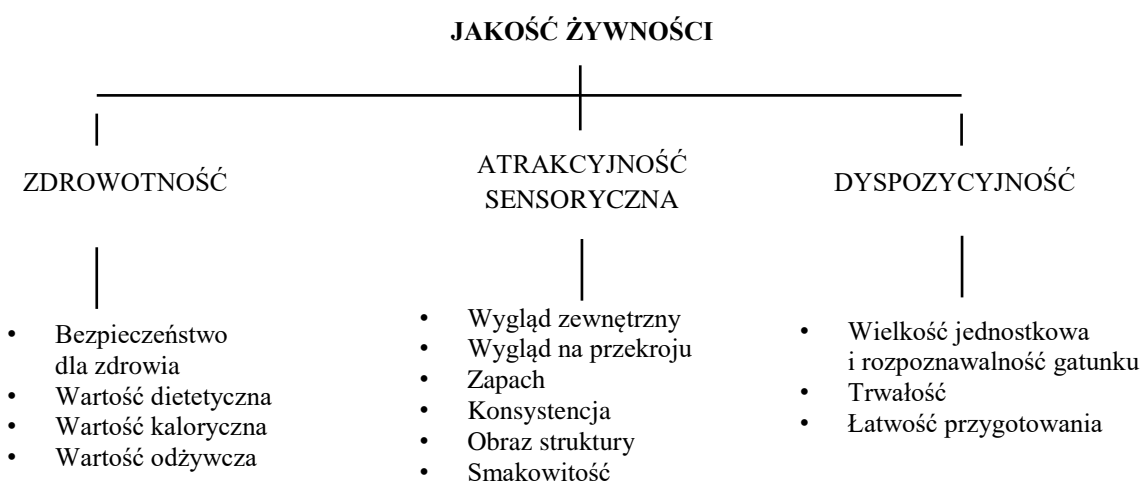 JAKOŚĆ ŻYWNOŚCI
ZDROWOTNOŚĆ
• Bezpieczeństwo
dla zdrowia
• Wartość dietetyczna
• Wartość kaloryczna
• Wartość odżywcza
ATRAKCYJNOŚĆ
SENSORYCZNA
• Wygląd zewnętrzny
• Wygląd na przekroju
• Zapach
• Konsystencja
• Obraz struktury
• Smakowitość
DYSPOZYCYJNOŚĆ
• Wielkość jednostkowa
i rozpoznawalność gatunku
• Trwałość
• Łatwość przygotowania